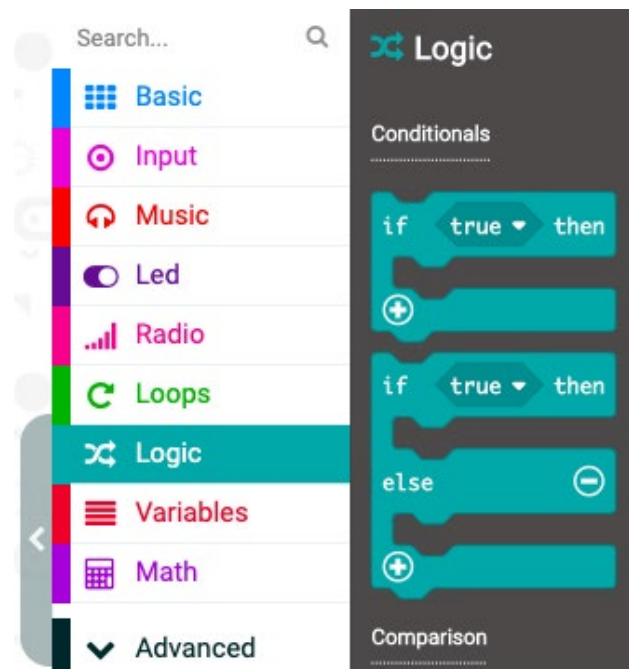 Search...
Basic
Input
Music
Led
Radio
Loops
Logic
Variables
Math
Advanced
Logic
Conditionals
if true then
if true then
else
Comparison